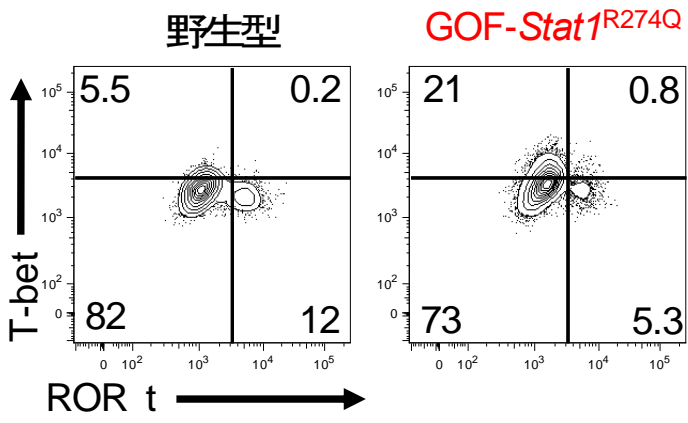 野生型
GOF-Stat1R274Q
5.5 0.2
21 0.8
10⁵ 10⁵
10⁴ 10⁴
10³ 10³
10² 10²
0 0
T-bet
82 12
73 5.3
0 10² 10³ 10⁴ 10⁵
0 10² 10³ 10⁴ 10⁵
ROR t